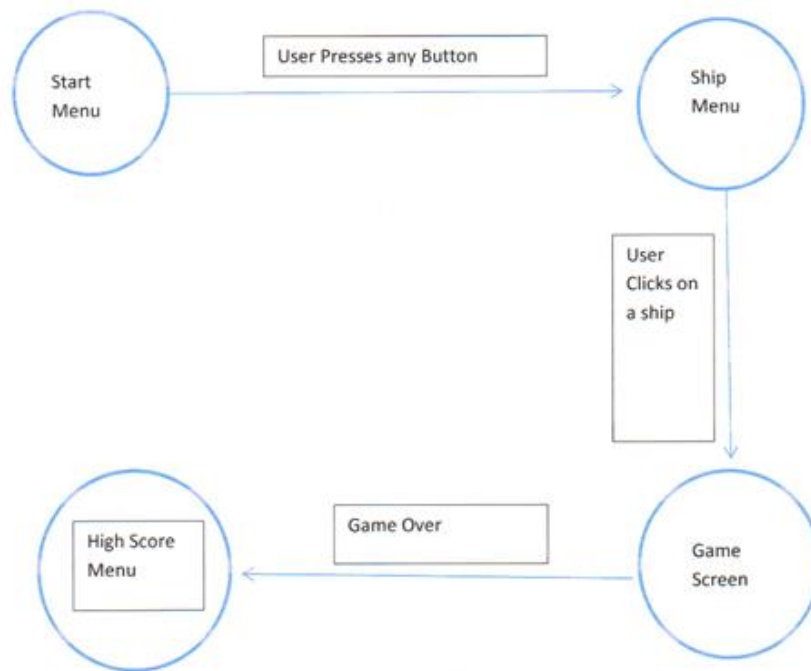 Start
Menu
User Presses any Button
Ship
Menu
User
Clicks on
a ship
Game
Screen
Game Over
High Score
Menu